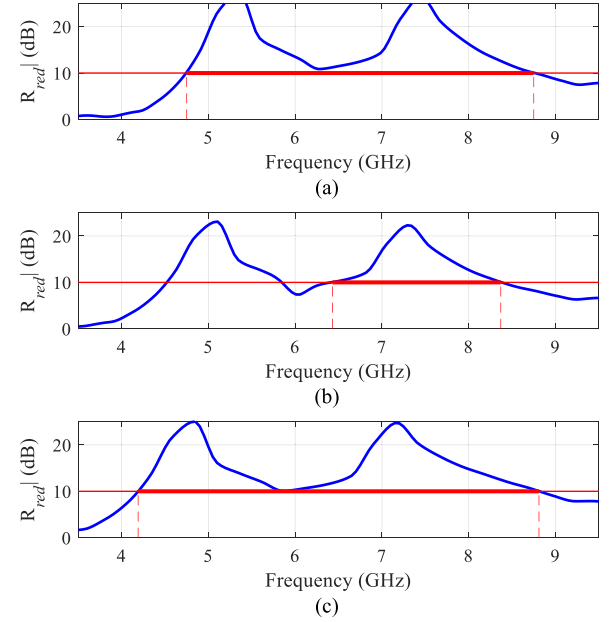 20
10
0
R_red| (dB)
4 5 6 7 8 9
Frequency (GHz)
(a)
20
10
0
R_red| (dB)
4 5 6 7 8 9
Frequency (GHz)
(b)
20
10
0
R_red| (dB)
4 5 6 7 8 9
Frequency (GHz)
(c)